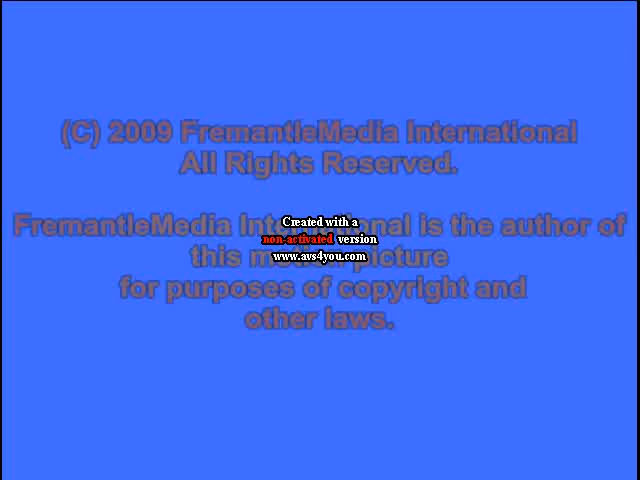 (C) 2009 FremantleMedia International
All Rights Reserved.
FremantleMedia International is the author of
this motion picture
for purposes of copyright and
other laws.
Created with a
non-activated version
www.avs4you.com